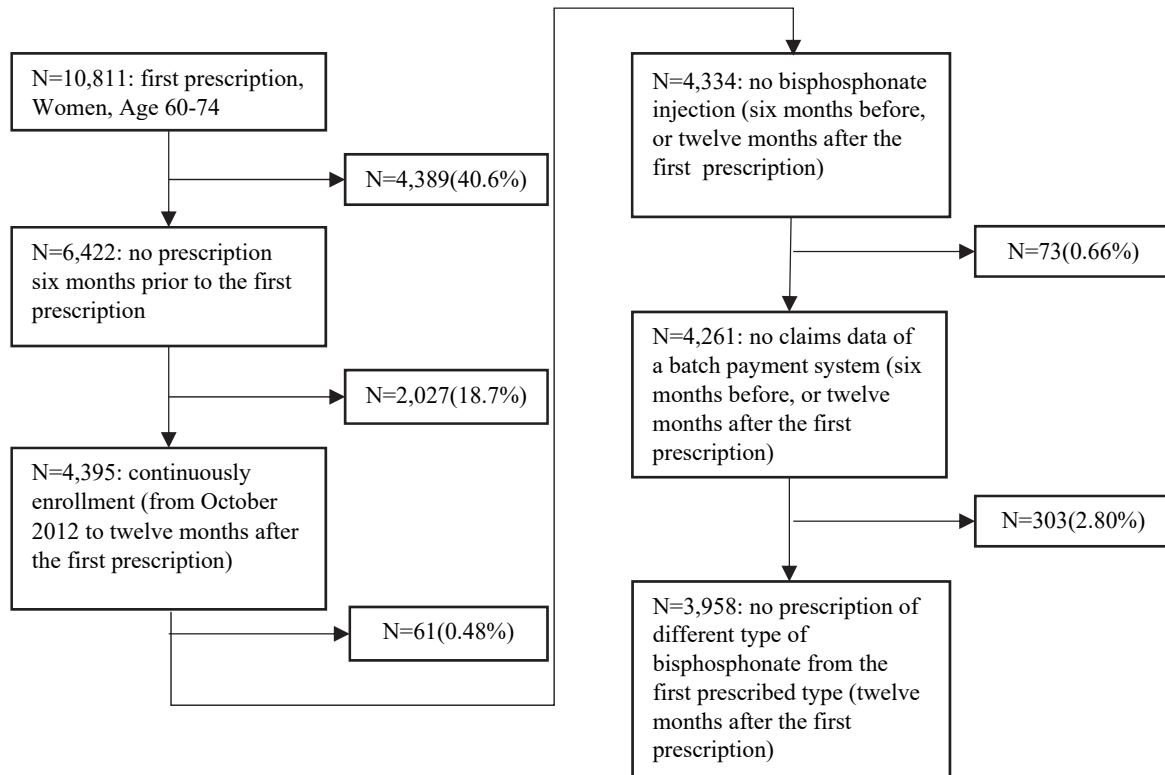 N=10,811: first prescription,
Women, Age 60-74
N=4,389(40.6%)
N=6,422: no prescription
six months prior to the first
prescription
N=2,027(18.7%)
N=4,395: continuously
enrollment (from October
2012 to twelve months after
the first prescription)
N=61(0.48%)
N=4,334: no bisphosphonate
injection (six months before,
or twelve months after the
first prescription)
N=73(0.66%)
N=4,261: no claims data of
a batch payment system (six
months before, or twelve
months after the first
prescription)
N=303(2.80%)
N=3,958: no prescription of
different type of
bisphosphonate from the
first prescribed type (twelve
months after the first
prescription)